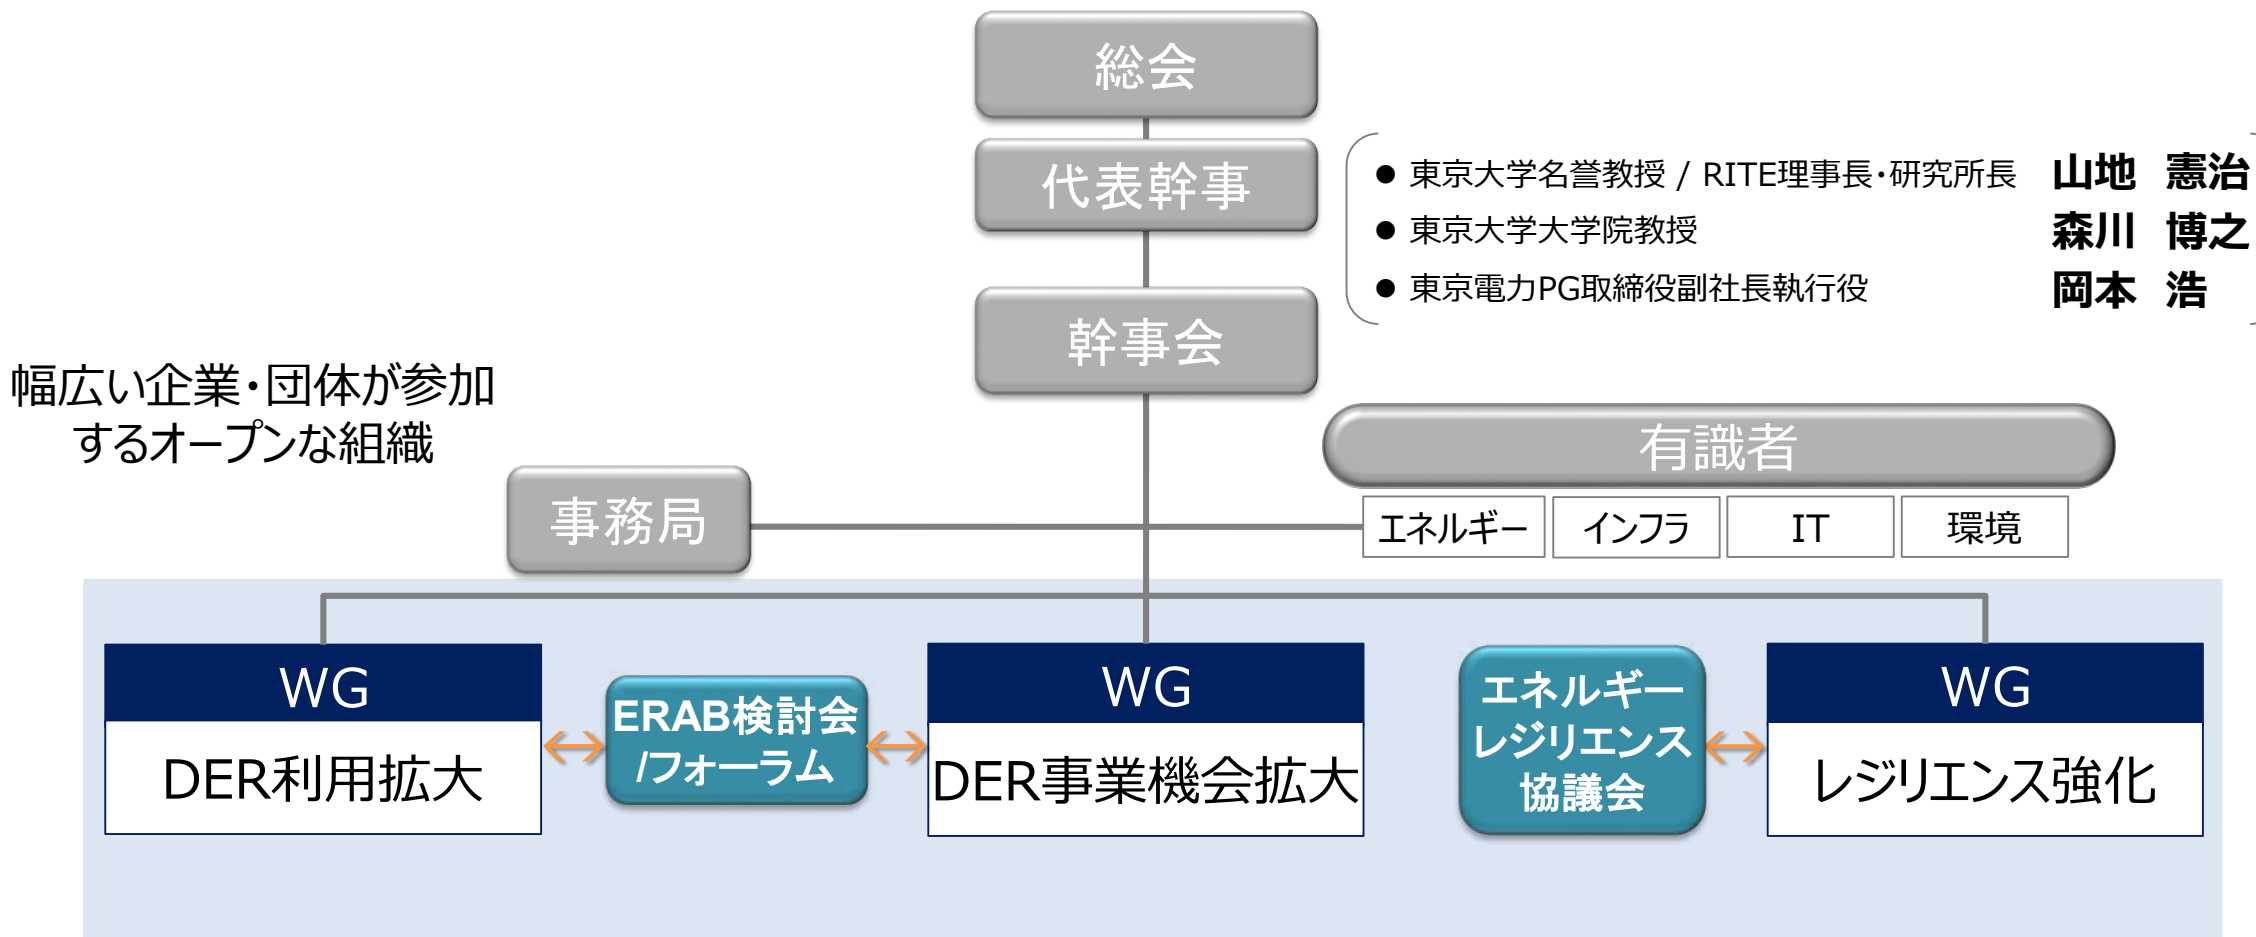 総会
代表幹事
● 東京大学名誉教授 / RITE理事長・研究所長 山地 憲治
● 東京大学大学院教授 森川 博之
● 東京電力PG取締役副社長執行役 岡本 浩
幹事会
幅広い企業・団体が参加
するオープンな組織
有識者
事務局
エネルギー インフラ IT 環境
WG
DER利用拡大
ERAB検討会
/フォーラム
WG
DER事業機会拡大
エネルギー
レジリエンス
協議会
WG
レジリエンス強化